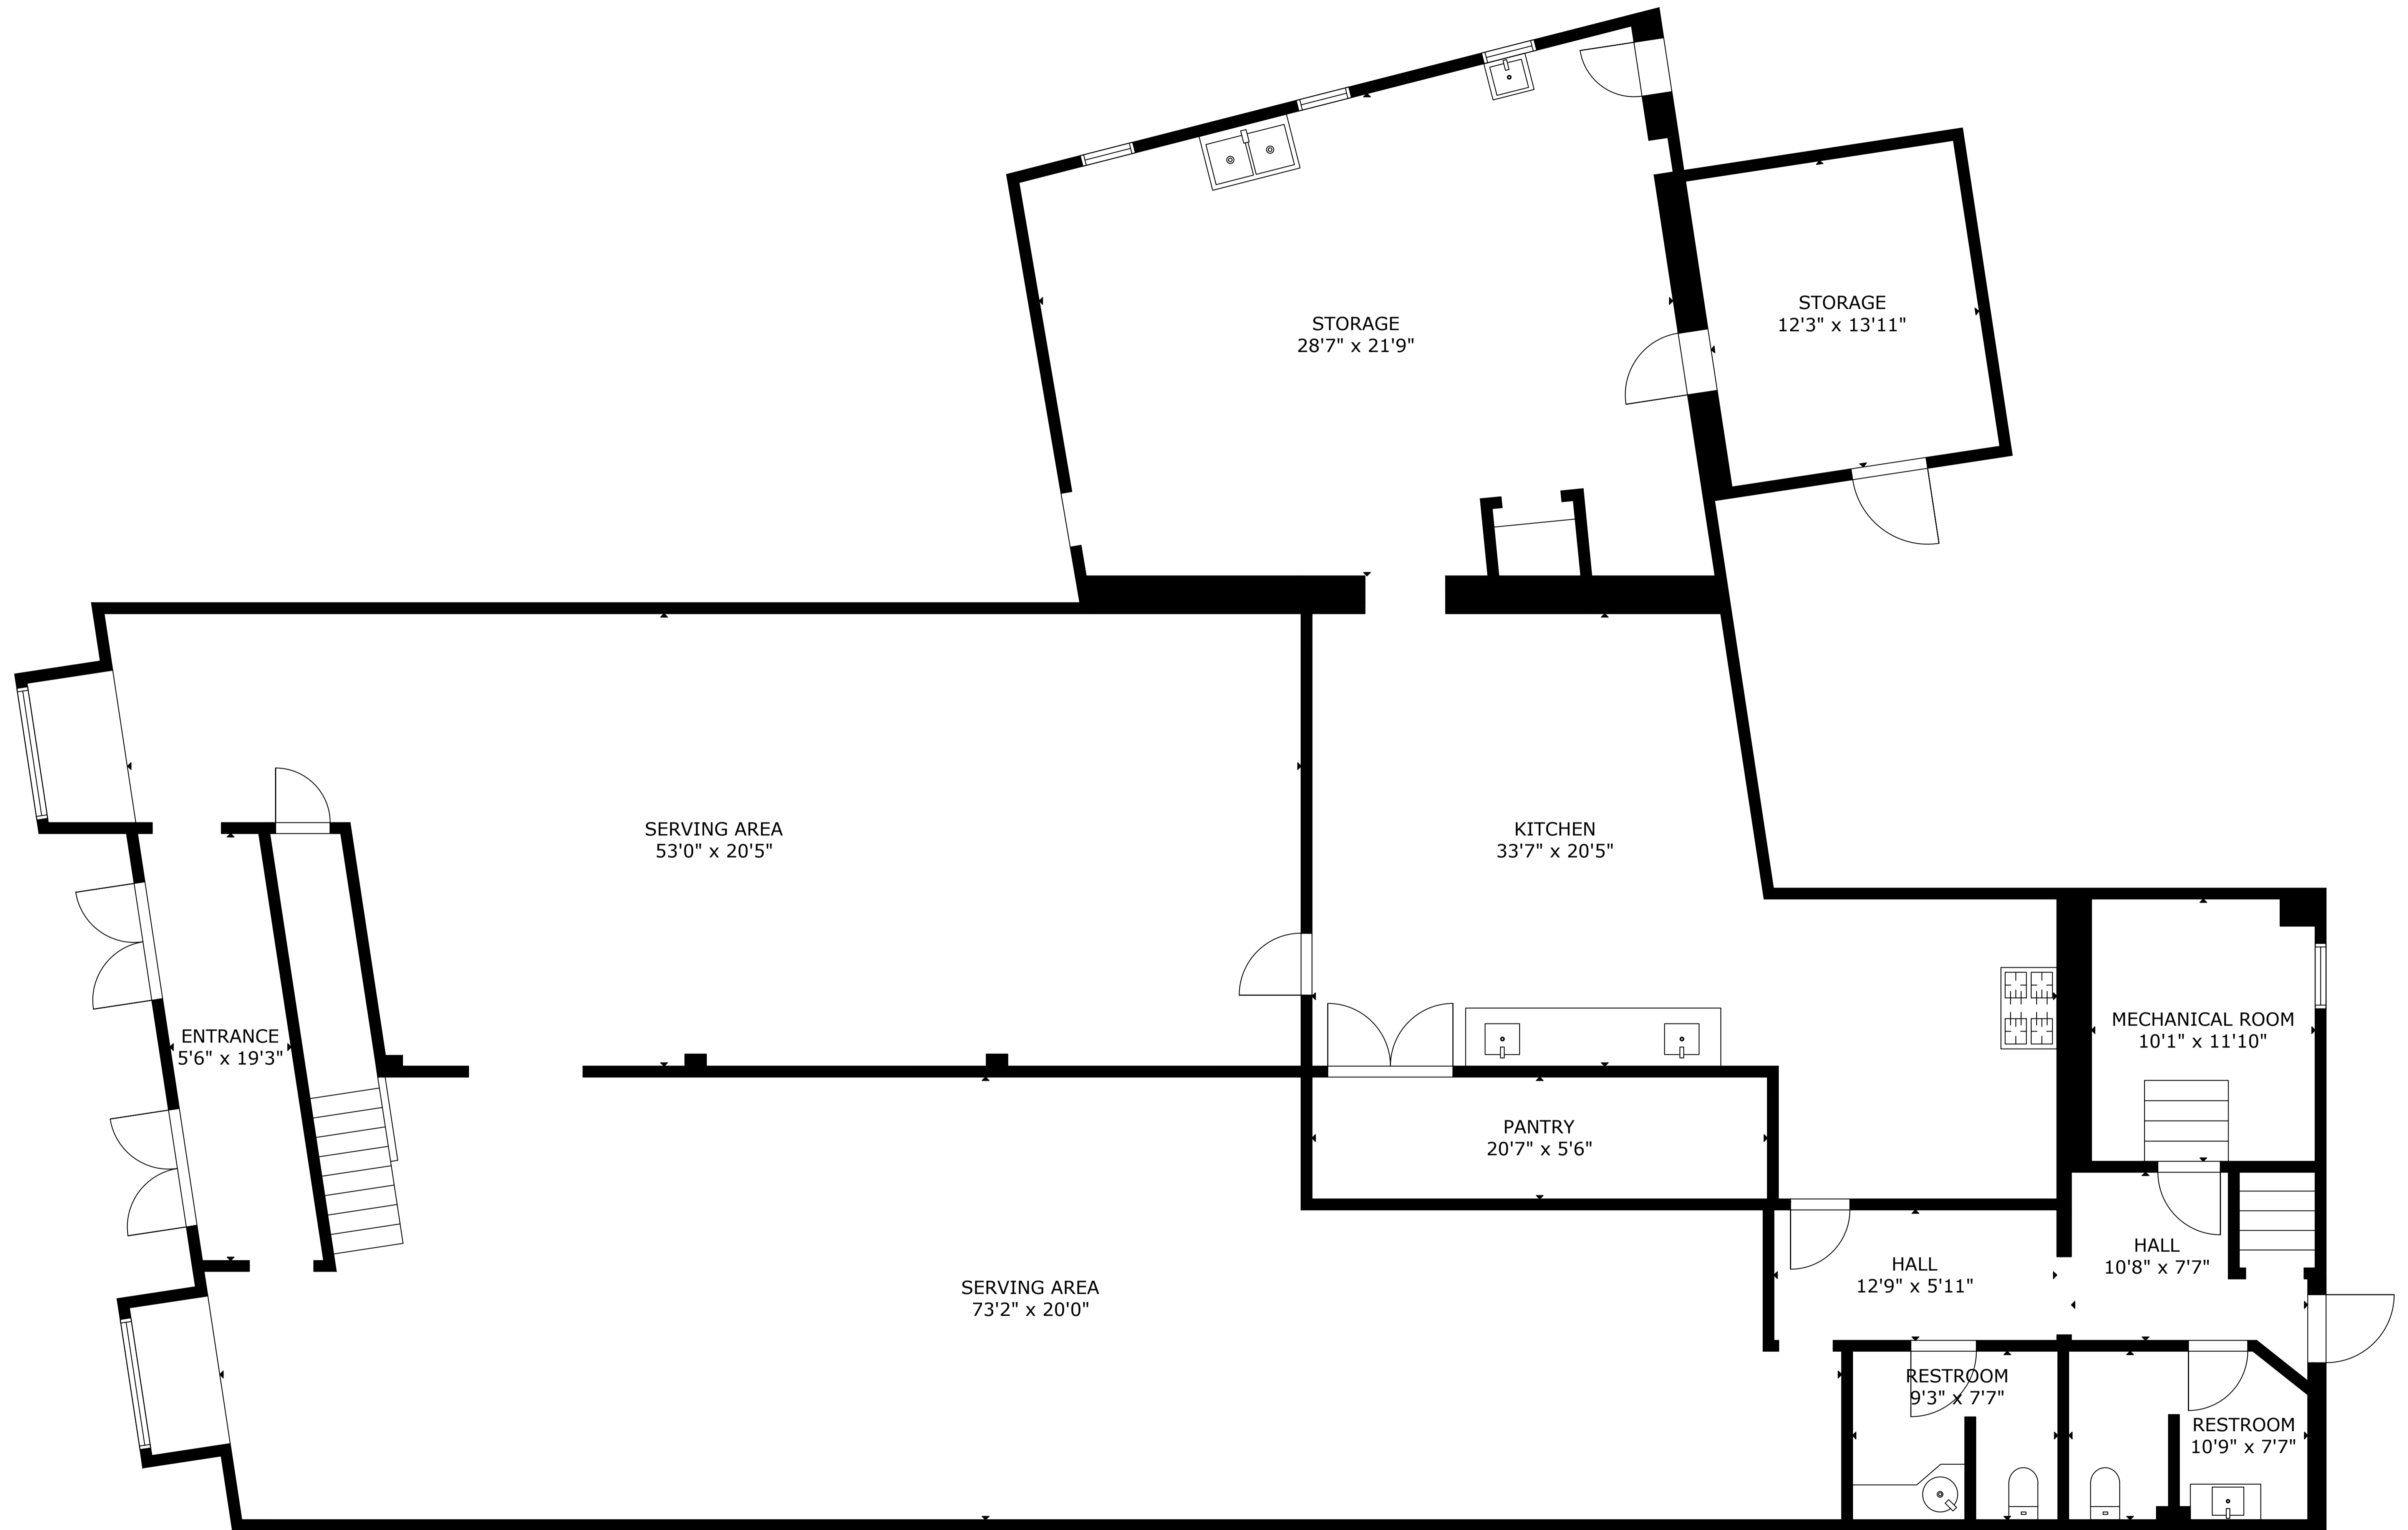 STORAGE
12'3" x 13'11"
STORAGE
28'7" x 21'9"
SERVING AREA
53'0" x 20'5"
KITCHEN
33'7" x 20'5"
ENTRANCE
5'6" x 19'3"
MECHANICAL ROOM
10'1" x 11'10"
PANTRY
20'7" x 5'6"
HALL
10'8" x 7'7"
HALL
12'9" x 5'11"
SERVING AREA
73'2" x 20'0"
RESTROOM
9'3" x 7'7"
RESTROOM
10'9" x 7'7"